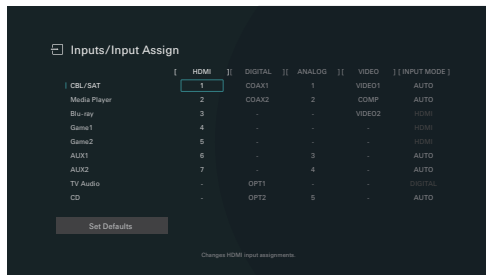 Inputs/Input Assign
[ HDMI ][ DIGITAL ][ ANALOG ][ VIDEO ][ INPUT MODE ]
CBL/SAT 1 COAX1 1 VIDEO1 AUTO
Media Player 2 COAX2 2 COMP AUTO
Blu-ray 3 - - VIDEO2 HDMI
Game1 4 - - - HDMI
Game2 5 - - - HDMI
AUX1 6 - 3 - AUTO
AUX2 7 - 4 - AUTO
TV Audio - OPT1 - - DIGITAL
CD - OPT2 5 - AUTO
Set Defaults
Changes HDMI input assignments.